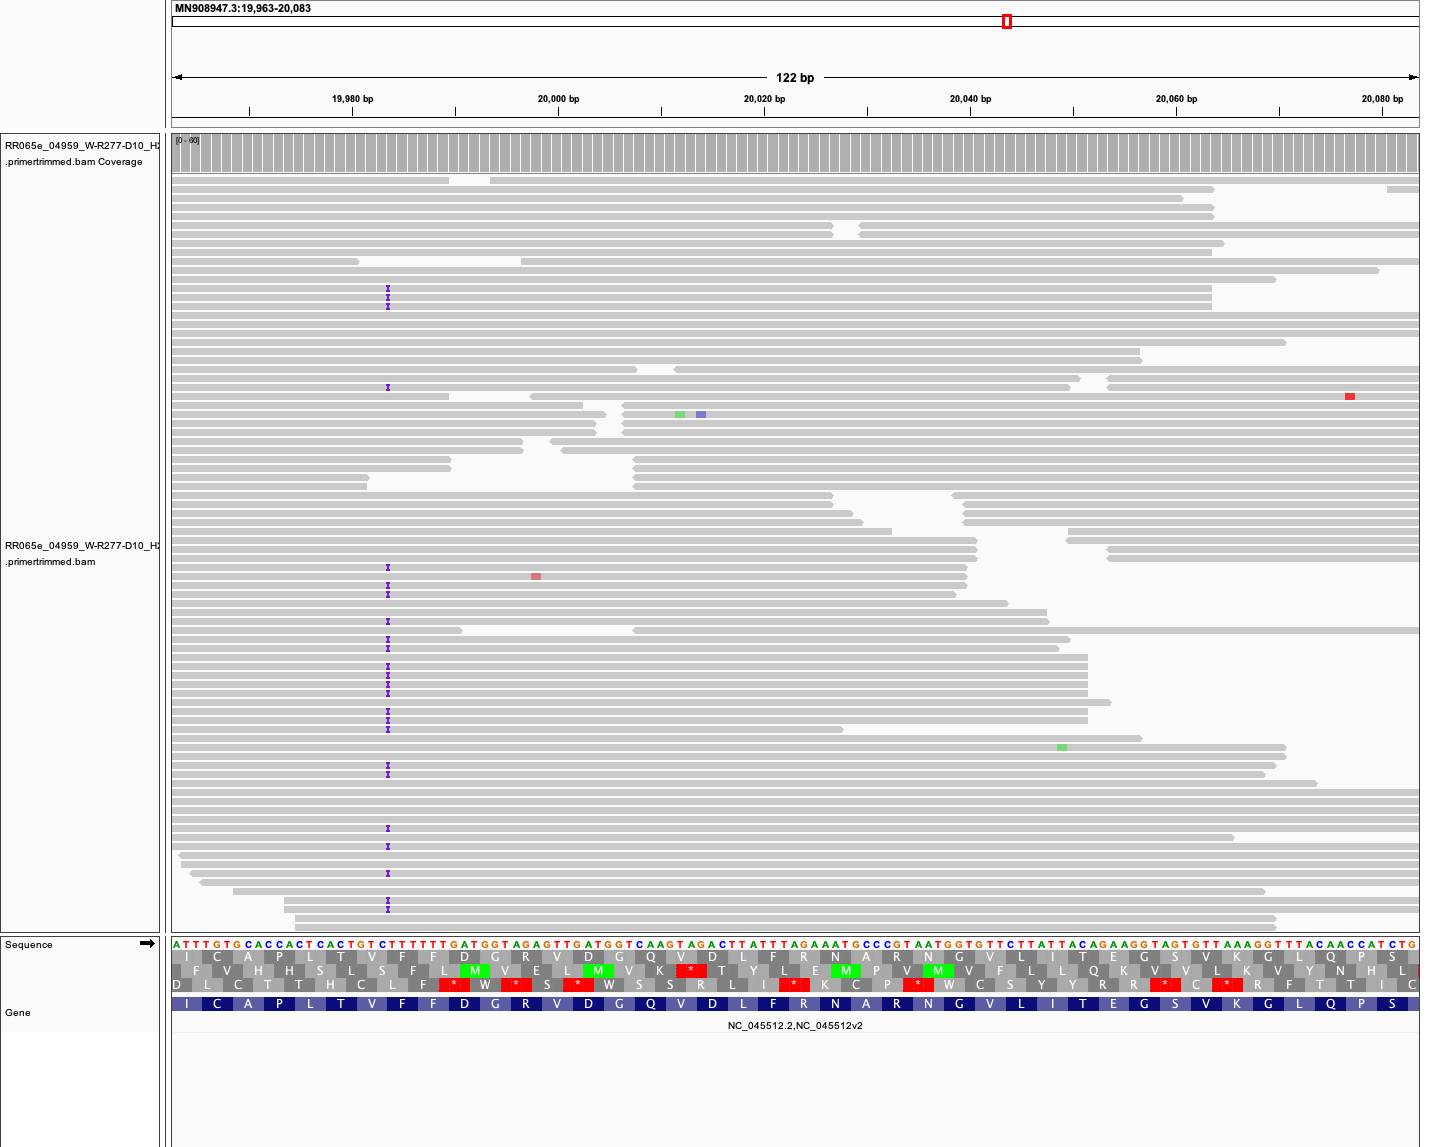 MN908947.3:19,963-20,083
122 bp
19,980 bp 20,000 bp 20,020 bp 20,040 bp 20,060 bp 20,080 bp
RR065e_04959_W-R277-D10_H
.primertrimmed.bam Coverage
[0 - 60]
RR065e_04959_W-R277-D10_H
.primertrimmed.bam
Sequence
ATTTGTGCACCACTCACTGTCTTTTTTGATGGTAGAGTTGATGGTCAAGTAGACTTATTTAGAAATGCCCGTAATGGTGTTCTTATTACAGAAGGTAGTGTTAAAGGTTTACAACCATCTG
I C A P L T V F F D G R V D G Q V D L F R N A R N G V L I T E G S V K G L Q P S
F V H H S L S F L M V E L M V K * T Y L E M P V M V F L L Q K V V L K V Y N H L
D L C T T H C L F * W * S * W S S R L I * K C P * W C S Y Y R R * C * R F T T I C
Gene
I C A P L T V F F D G R V D G Q V D L F R N A R N G V L I T E G S V K G L Q P S
NC_045512.2,NC_045512v2